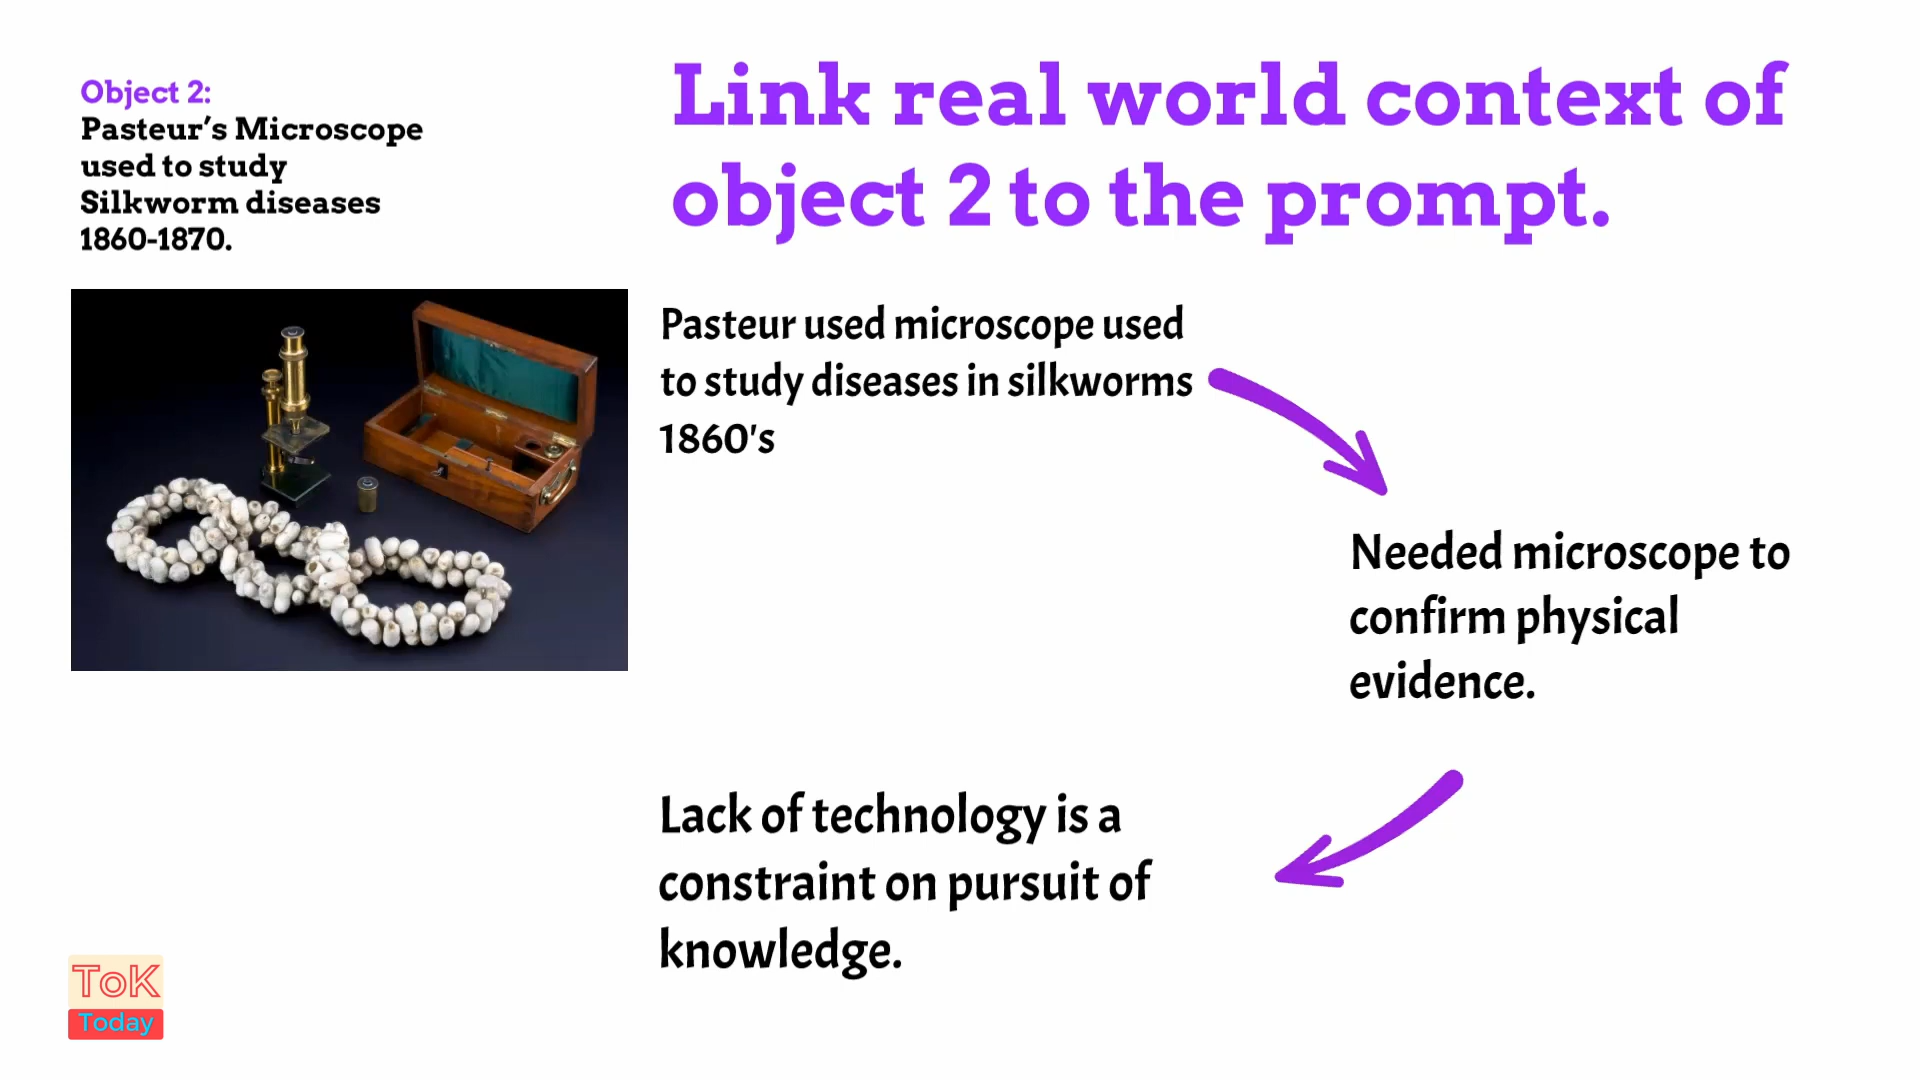 Object 2:
Pasteur’s Microscope
used to study
Silkworm diseases
1860-1870.
Link real world context of
object 2 to the prompt.
Pasteur used microscope used
to study diseases in silkworms
1860's
Needed microscope to
confirm physical
evidence.
Lack of technology is a
constraint on pursuit of
knowledge.
ToK
Today